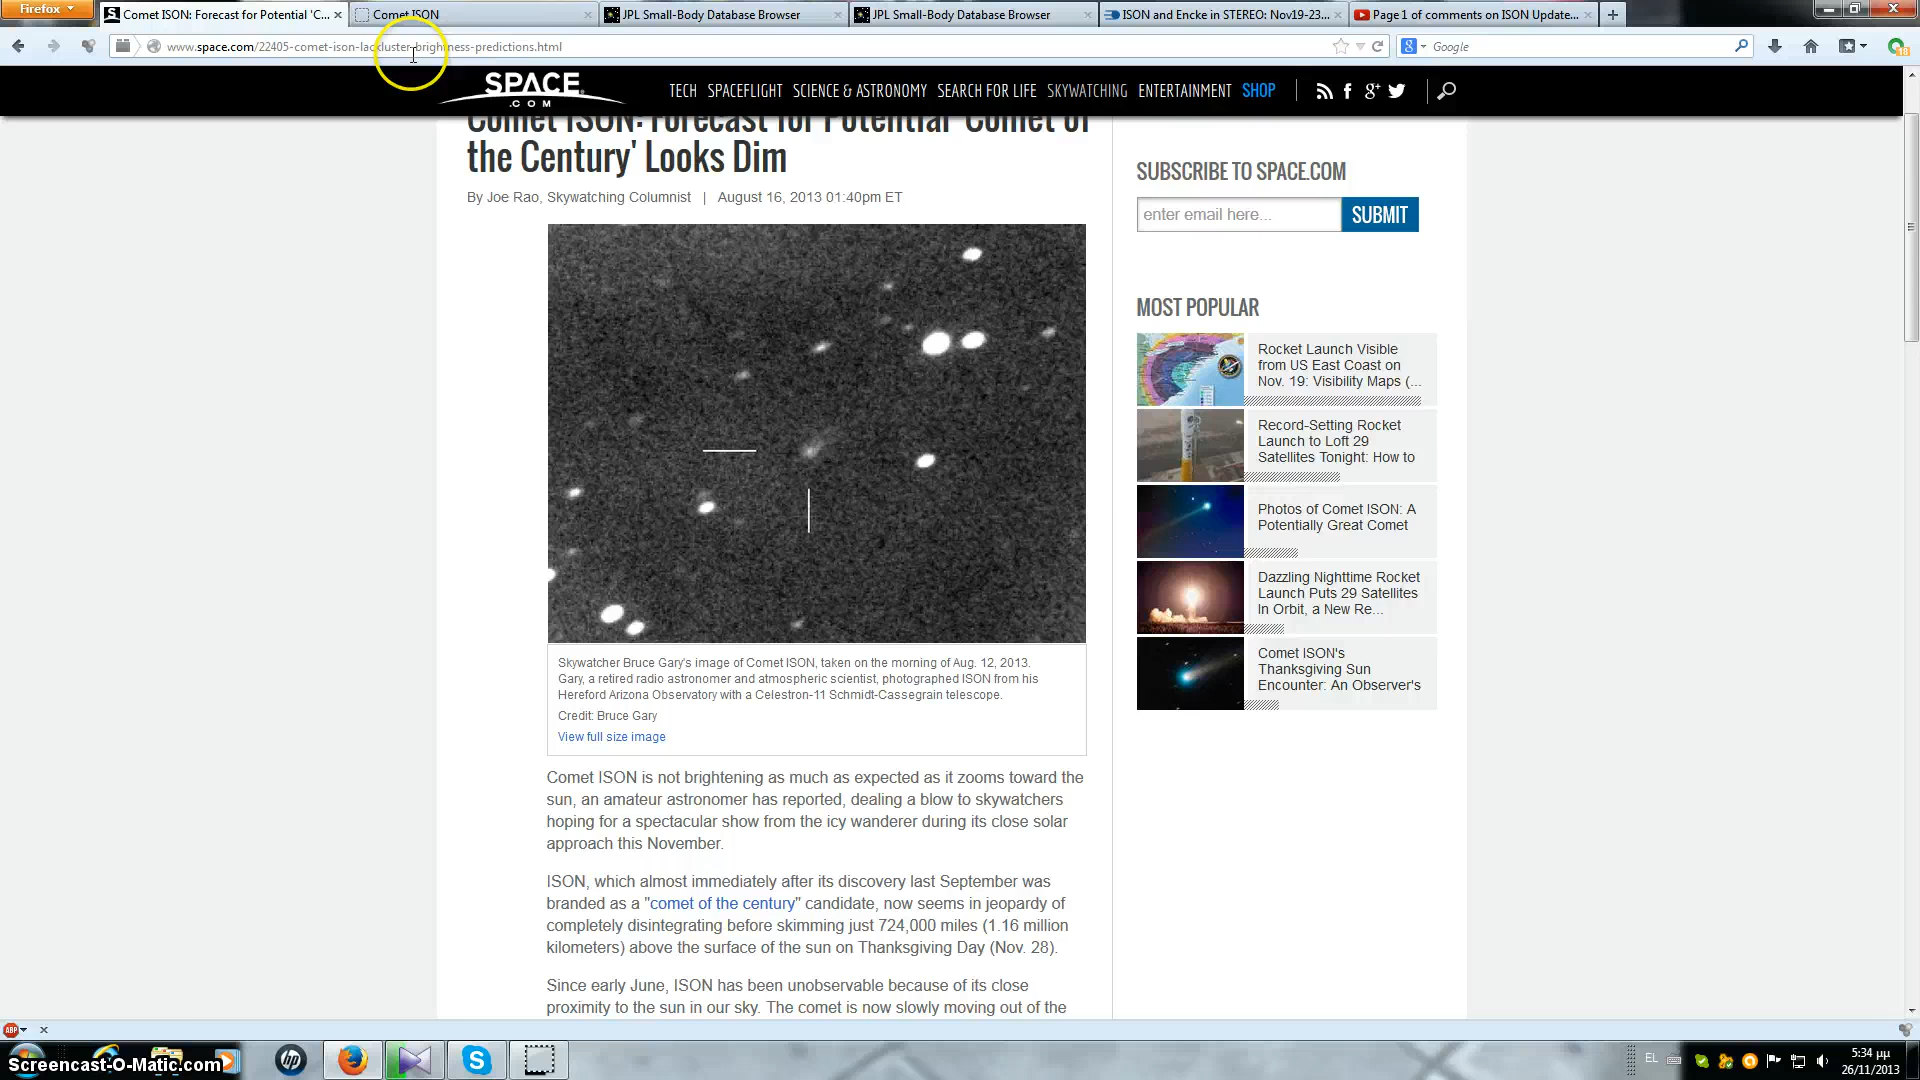 Firefox
Comet ISON: Forecast for Potential 'C...
Comet ISON
JPL Small-Body Database Browser
JPL Small-Body Database Browser
ISON and Encke in STEREO: Nov19-23...
Page 1 of comments on ISON Update...
www.space.com/22405-comet-ison-lackluster-brightness-predictions.html
Google
18
SPACE
.COM
TECH SPACEFLIGHT SCIENCE & ASTRONOMY SEARCH FOR LIFE SKYWATCHING ENTERTAINMENT SHOP
Comet ISON: Forecast for Potential 'Comet of
the Century' Looks Dim
By Joe Rao, Skywatching Columnist | August 16, 2013 01:40pm ET
Skywatcher Bruce Gary's image of Comet ISON, taken on the morning of Aug. 12, 2013.
Gary, a retired radio astronomer and atmospheric scientist, photographed ISON from his
Hereford Arizona Observatory with a Celestron-11 Schmidt-Cassegrain telescope.
Credit: Bruce Gary
View full size image
Comet ISON is not brightening as much as expected as it zooms toward the
sun, an amateur astronomer has reported, dealing a blow to skywatchers
hoping for a spectacular show from the icy wanderer during its close solar
approach this November.
ISON, which almost immediately after its discovery last September was
branded as a "comet of the century" candidate, now seems in jeopardy of
completely disintegrating before skimming just 724,000 miles (1.16 million
kilometers) above the surface of the sun on Thanksgiving Day (Nov. 28).
Since early June, ISON has been unobservable because of its close
proximity to the sun in our sky. The comet is now slowly moving out of the
SUBSCRIBE TO SPACE.COM
enter email here...
SUBMIT
MOST POPULAR
Rocket Launch Visible
from US East Coast on
Nov. 19: Visibility Maps (...
Record-Setting Rocket
Launch to Loft 29
Satellites Tonight: How to
Photos of Comet ISON: A
Potentially Great Comet
Dazzling Nighttime Rocket
Launch Puts 29 Satellites
In Orbit, a New Re...
Comet ISON's
Thanksgiving Sun
Encounter: An Observer's
ABP
Screencast-O-Matic.com
hp
EL
5:34 μμ
26/11/2013